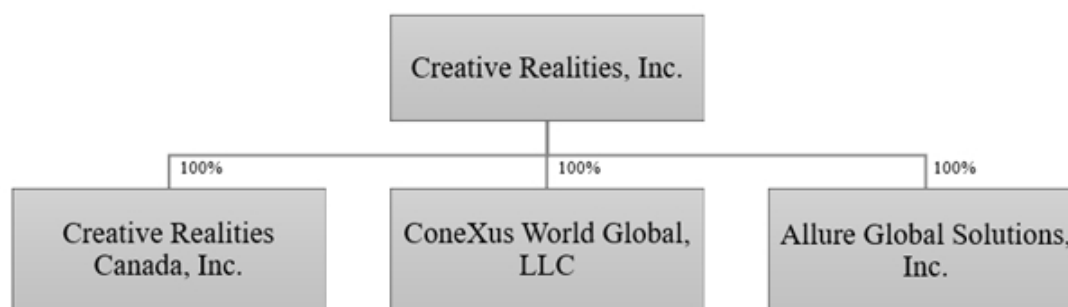 Creative Realities, Inc.
100%
100%
100%
Creative Realities
Canada, Inc.
ConeXus World Global,
LLC
Allure Global Solutions,
Inc.